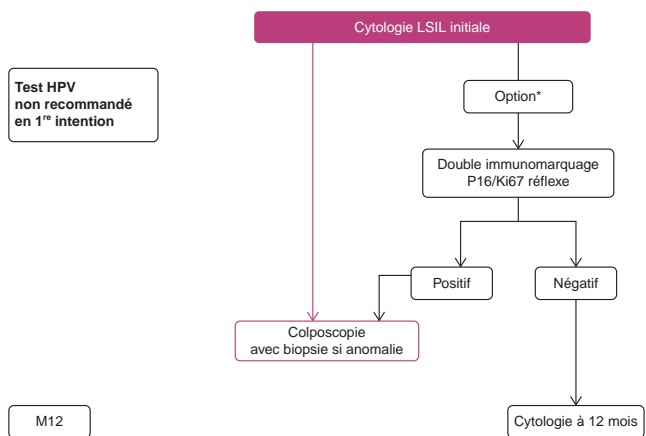 Cytologie LSIL initiale
Test HPV
non recommandé
en 1re intention
Option*
Double immunomarquage
P16/Ki67 réflexe
Positif
Négatif
Colposcopie
avec biopsie si anomalie
M12
Cytologie à 12 mois